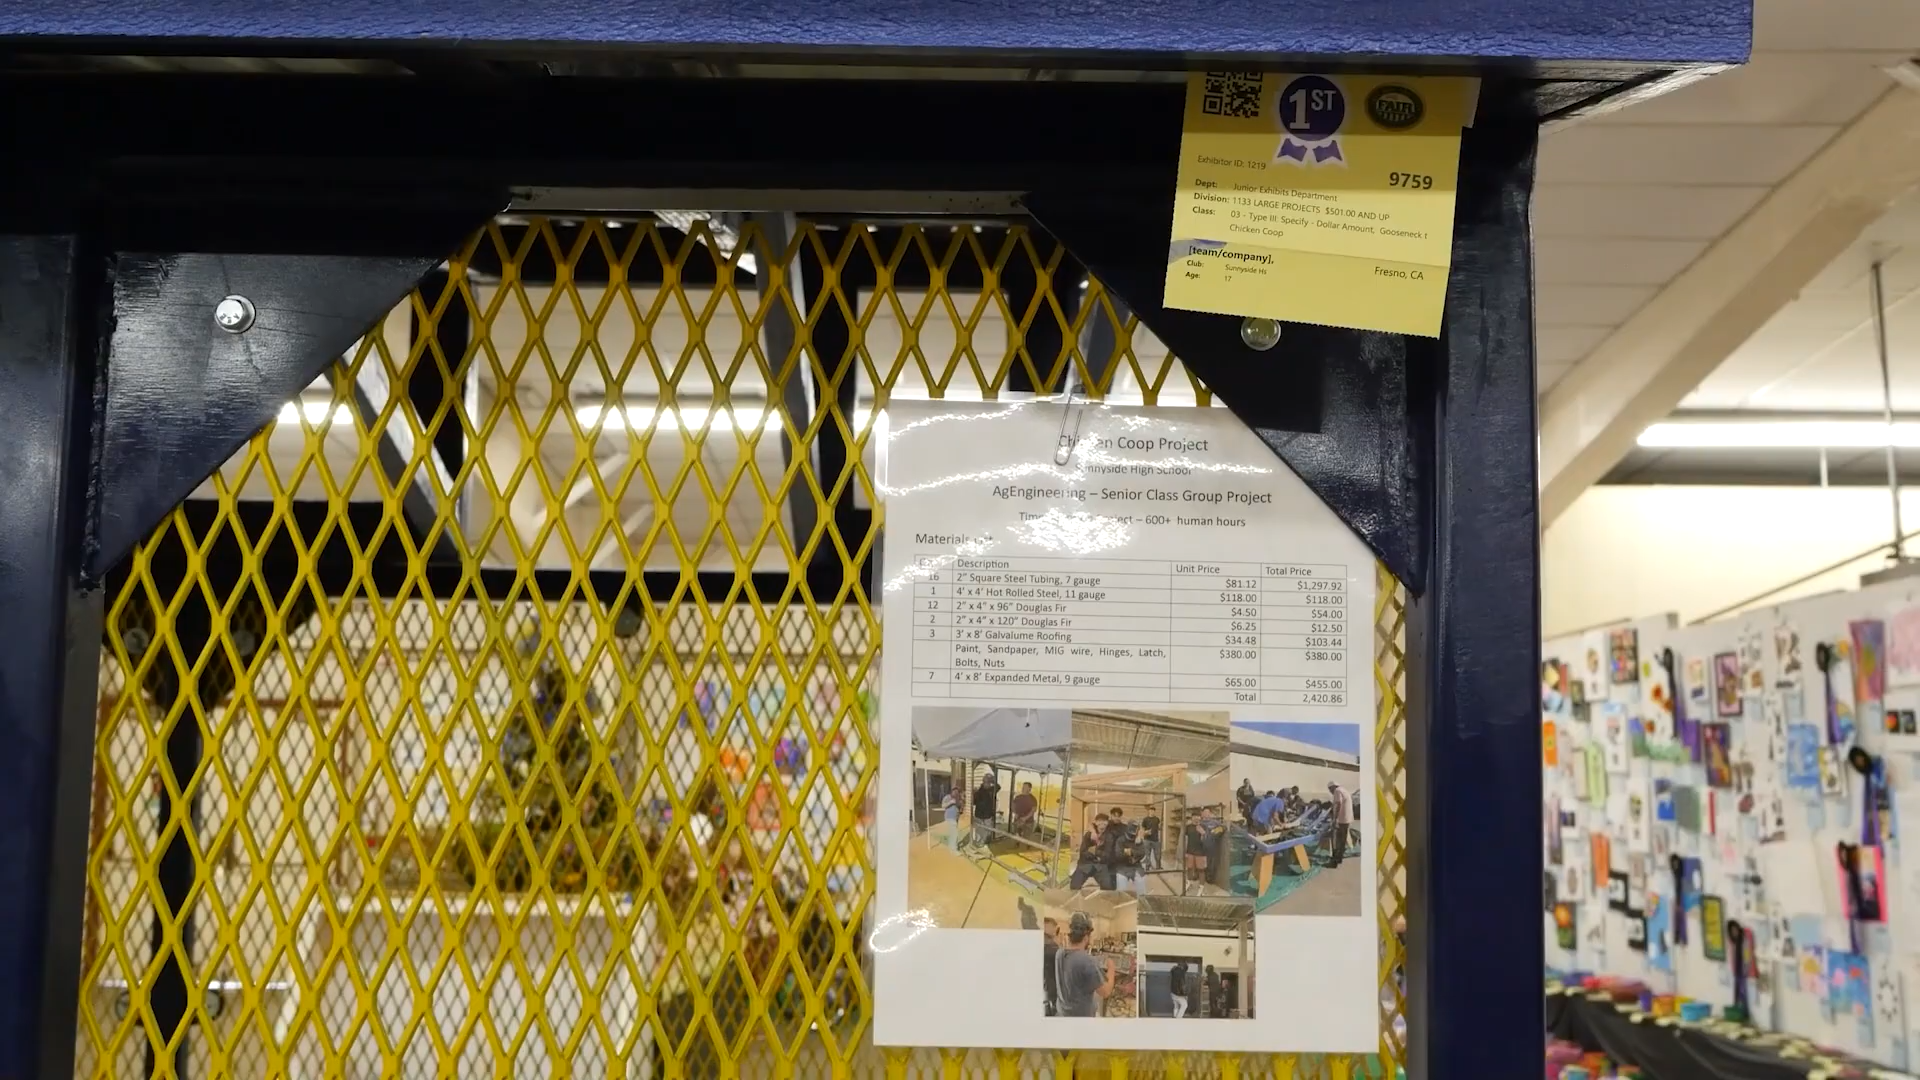 1ST
FAIR
Exhibitor ID: 1219
9759
Dept: Junior Exhibits Department
Division: 1133 LARGE PROJECTS $501.00 AND UP
Class: 03 - Type III: Specify - Dollar Amount, Gooseneck t
Chicken Coop
[team/company],
Club: Sunnyside Hs
Fresno, CA
Age: 17
Chicken Coop Project
Sunnyside High School
AgEngineering – Senior Class Group Project
– 600+ human hours
Materials
Description Unit Price Total Price
16 2" Square Steel Tubing, 7 gauge $81.12 $1,297.92
1 4' x 4' Hot Rolled Steel, 11 gauge $118.00 $118.00
12 2" x 4" x 96" Douglas Fir $4.50 $54.00
2 2" x 4" x 120" Douglas Fir $6.25 $12.50
3 3' x 8' Galvalume Roofing $34.48 $103.44
Paint, Sandpaper, MIG wire, Hinges, Latch, $380.00 $380.00
Bolts, Nuts
7 4' x 8' Expanded Metal, 9 gauge $65.00 $455.00
Total 2,420.86